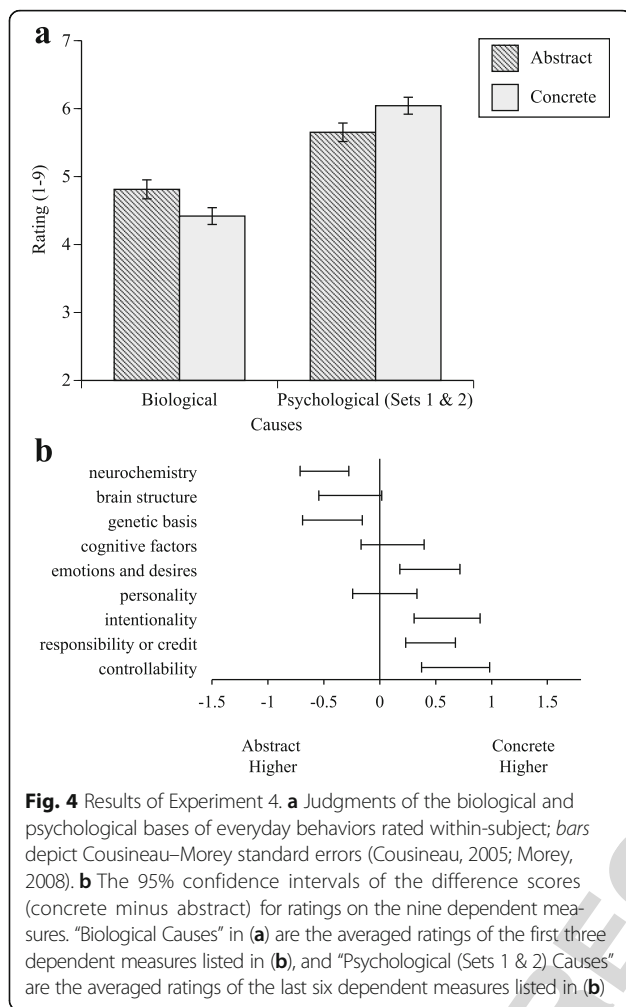 a
7
6
5
4
3
2
Rating (1-9)
Abstract
Concrete
Biological
Psychological (Sets 1 & 2)
Causes
b
neurochemistry
brain structure
genetic basis
cognitive factors
emotions and desires
personality
intentionality
responsibility or credit
controllability
-1.5 -1 -0.5 0 0.5 1 1.5
Abstract Higher
Concrete Higher
Fig. 4 Results of Experiment 4. a Judgments of the biological and
psychological bases of everyday behaviors rated within-subject; bars
depict Cousineau–Morey standard errors (Cousineau, 2005; Morey,
2008). b The 95% confidence intervals of the difference scores
(concrete minus abstract) for ratings on the nine dependent mea-
sures. “Biological Causes” in (a) are the averaged ratings of the first three
dependent measures listed in (b), and “Psychological (Sets 1 & 2) Causes”
are the averaged ratings of the last six dependent measures listed in (b)